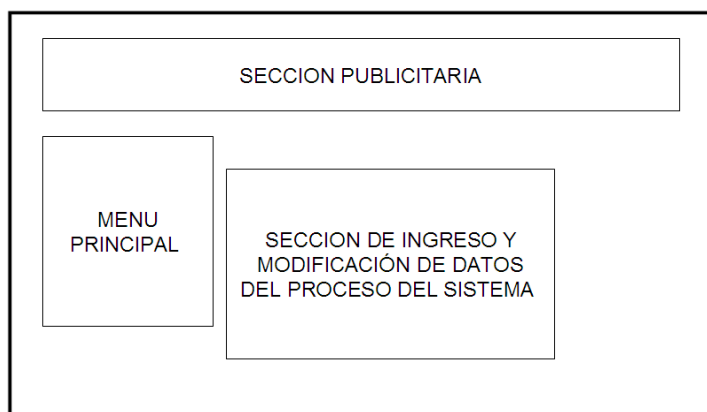 SECCION PUBLICITARIA
MENU
PRINCIPAL
SECCION DE INGRESO Y
MODIFICACIÓN DE DATOS
DEL PROCESO DEL SISTEMA